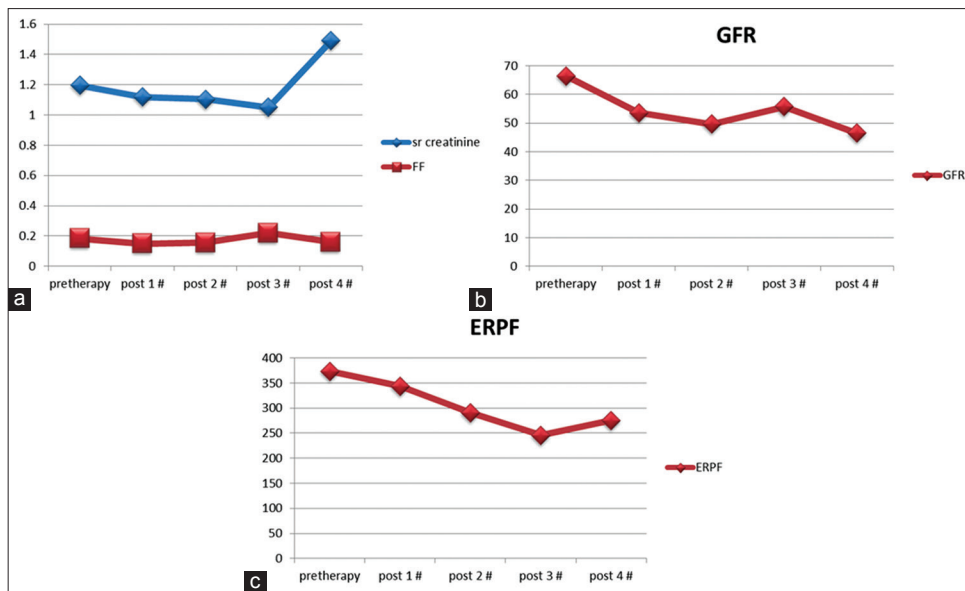 1.6
1.4
1.2
1
0.8
0.6
0.4
0.2
0
pretherapy post 1 # post 2 # post 3 # post 4 #
sr creatinine
FF
a
GFR
70
60
50
40
30
20
10
0
pretherapy post 1 # post 2 # post 3 # post 4 #
GFR
b
ERPF
400
350
300
250
200
150
100
50
0
pretherapy post 1 # post 2 # post 3 # post 4 #
ERPF
c